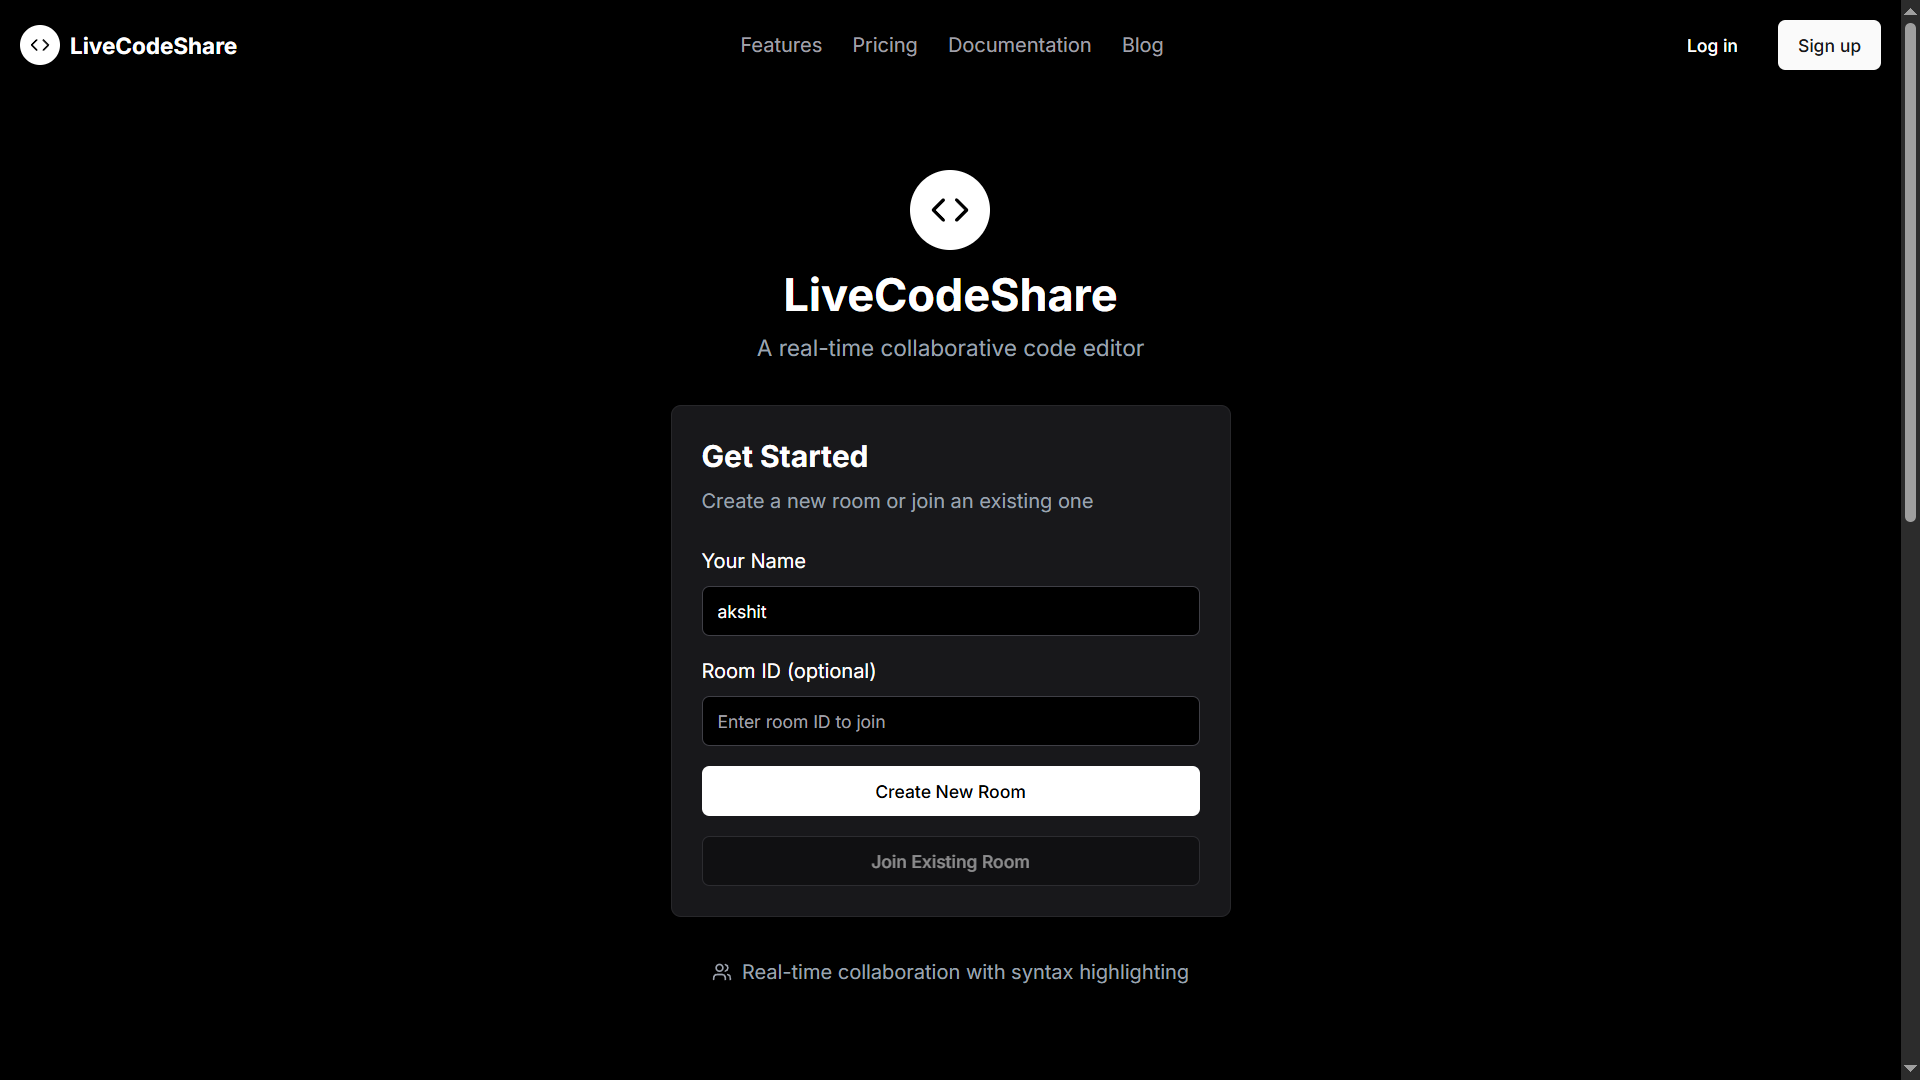 LiveCodeShare
Features Pricing Documentation Blog
Log in
Sign up
LiveCodeShare
A real-time collaborative code editor
Get Started
Create a new room or join an existing one
Your Name
akshit
Room ID (optional)
Enter room ID to join
Create New Room
Join Existing Room
Real-time collaboration with syntax highlighting